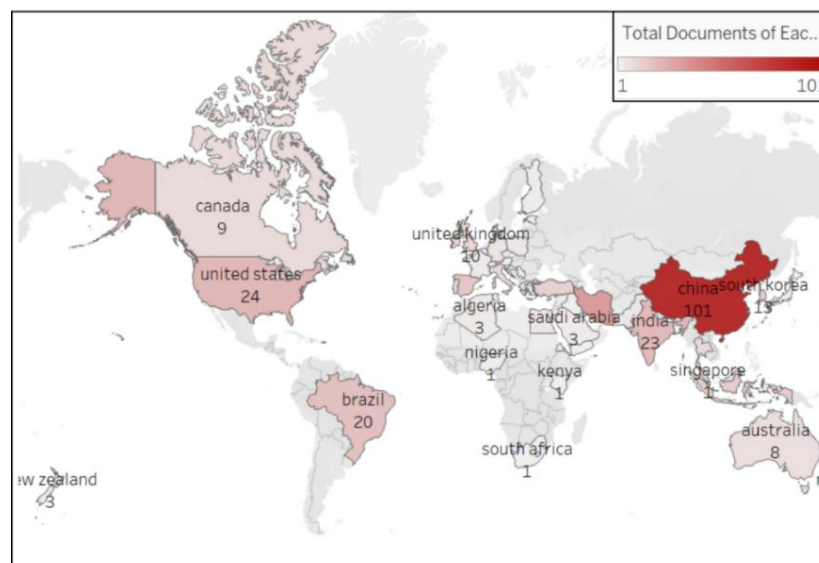 Total Documents of Eac...
1
101
canada
9
united states
24
brazil
20
ew zealand
3
united kingdom
10
algeria
3
nigeria
1
saudi arabia
3
kenya
1
south africa
1
china
101
south korea
13
india
23
singapore
1
australia
8